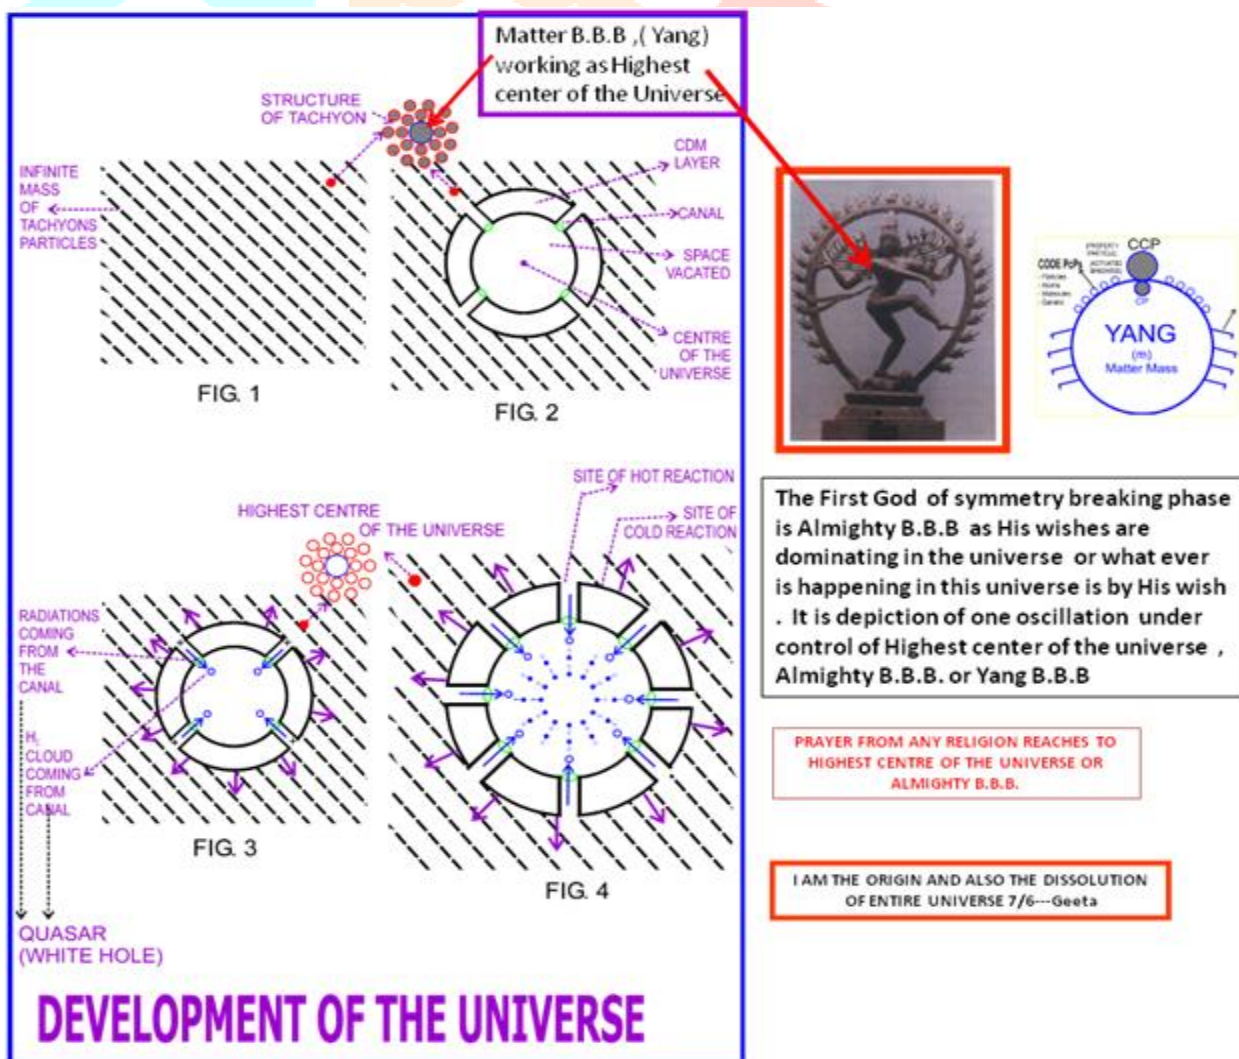 Matter B.B.B ,( Yang)
working as Highest
center of the Universe
STRUCTURE
OF TACHYON
INFINITE
MASS
OF
TACHYONS
PARTICLES
CDM
LAYER
CANAL
SPACE
VACATED
CENTRE
OF THE
UNIVERSE
FIG. 1
FIG. 2
PROPERTY
PARTICLE
CCP
CODE PcPs
CP
YANG
(m)
Matter Mass
SITE OF HOT REACTION
HIGHEST CENTRE
OF THE UNIVERSE
SITE OF
COLD REACTION
RADIATIONS
COMING
FROM
THE
CANAL
H2
CLOUD
COMING
FROM
CANAL
FIG. 3
FIG. 4
QUASAR
(WHITE HOLE)
DEVELOPMENT OF THE UNIVERSE
The First God of symmetry breaking phase
is Almighty B.B.B as His wishes are
dominating in the universe or what ever
is happening in this universe is by His wish
. It is depiction of one oscillation under
control of Highest center of the universe ,
Almighty B.B.B. or Yang B.B.B
PRAYER FROM ANY RELIGION REACHES TO
HIGHEST CENTRE OF THE UNIVERSE OR
ALMIGHTY B.B.B.
I AM THE ORIGIN AND ALSO THE DISSOLUTION
OF ENTIRE UNIVERSE 7/6---Geeta